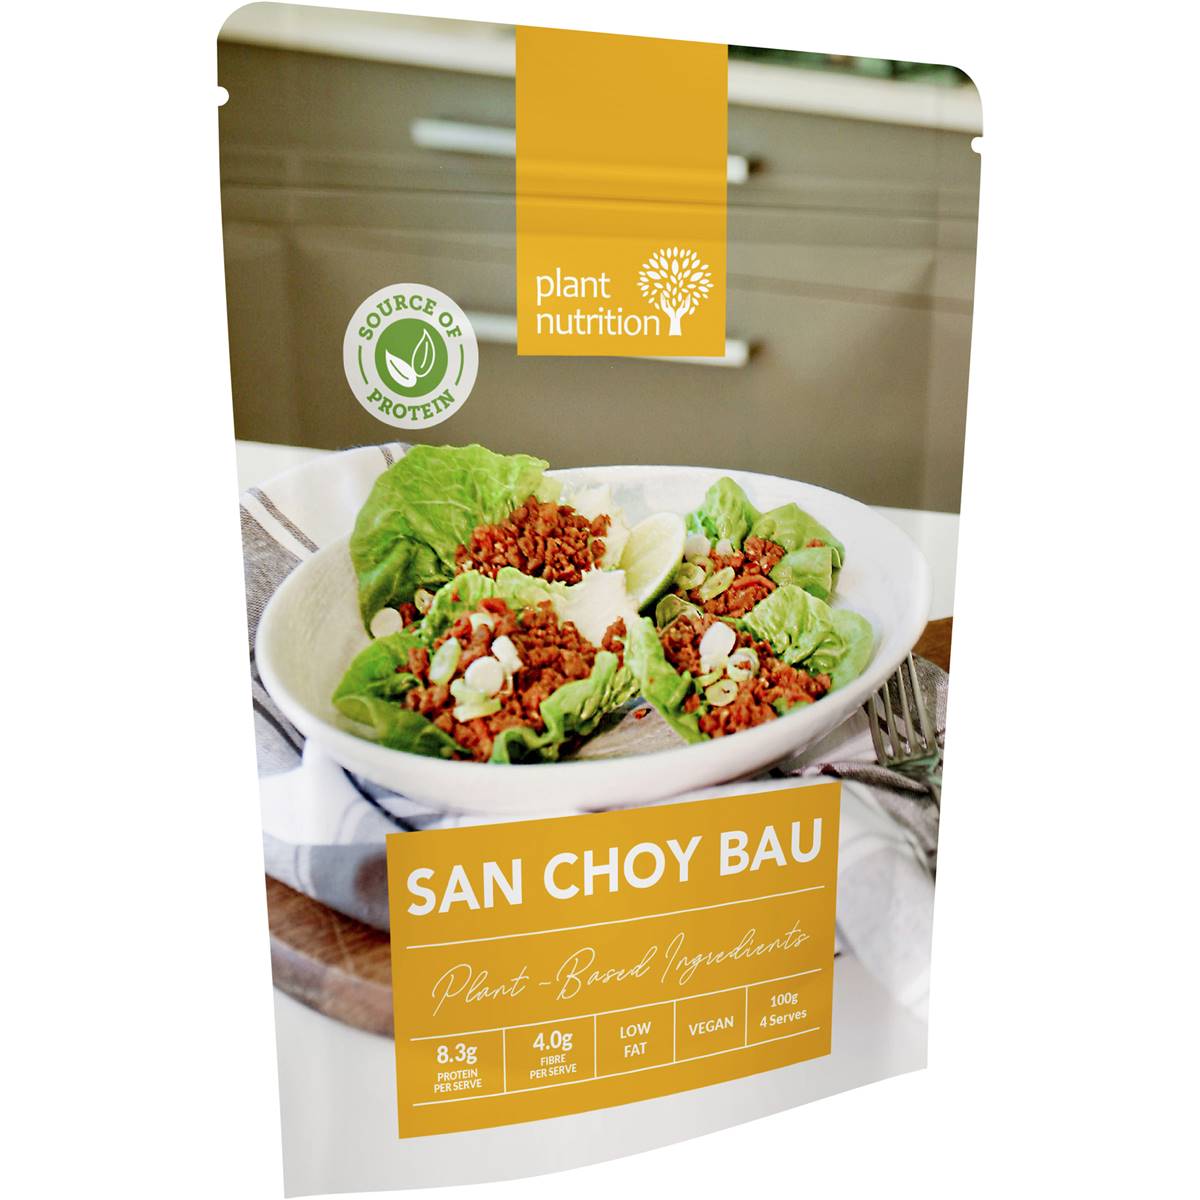 plant
nutrition
SOURCE OF
PROTEIN
SAN CHOY BAU
Plant-Based Ingredients
8.3g
PROTEIN
PER SERVE
4.0g
FIBRE
PER SERVE
LOW
FAT
VEGAN
100g
4 Serves